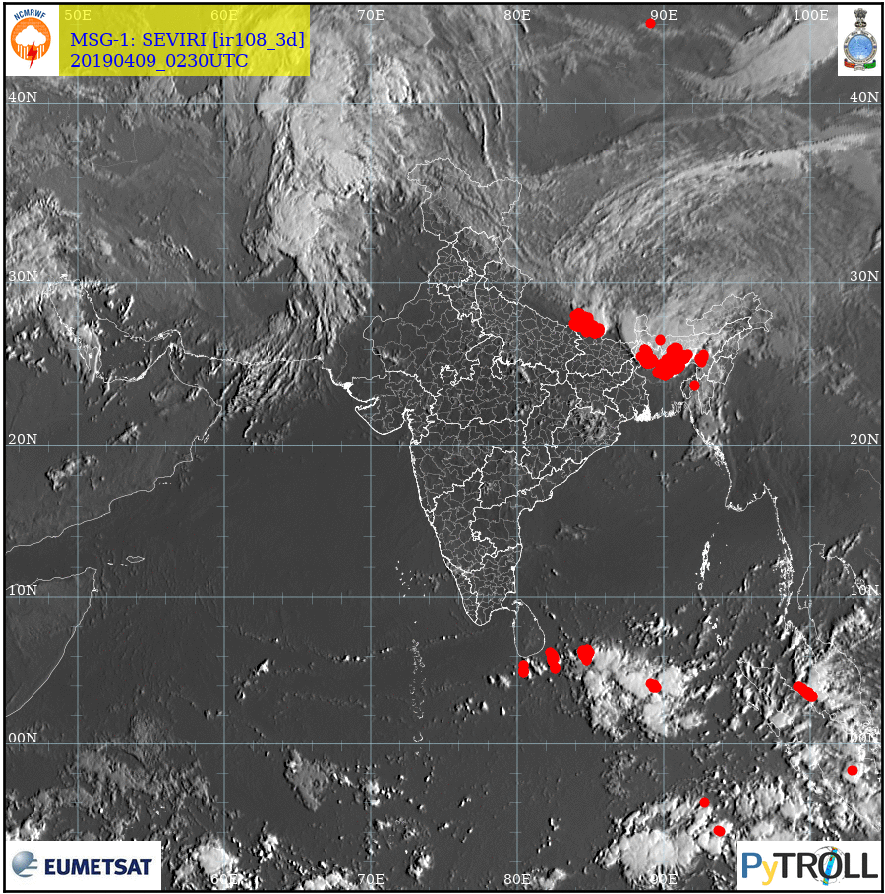 NCMRWF
MSG-1: SEVIRI [ir108_3d]
20190409_0230UTC
50E 70E 80E 90E 100E
40N 40N
30N 30N
20N 20N
10N 10N
00N 00N
60E 70E 80E 90E
EUMETSAT
PyTROLL